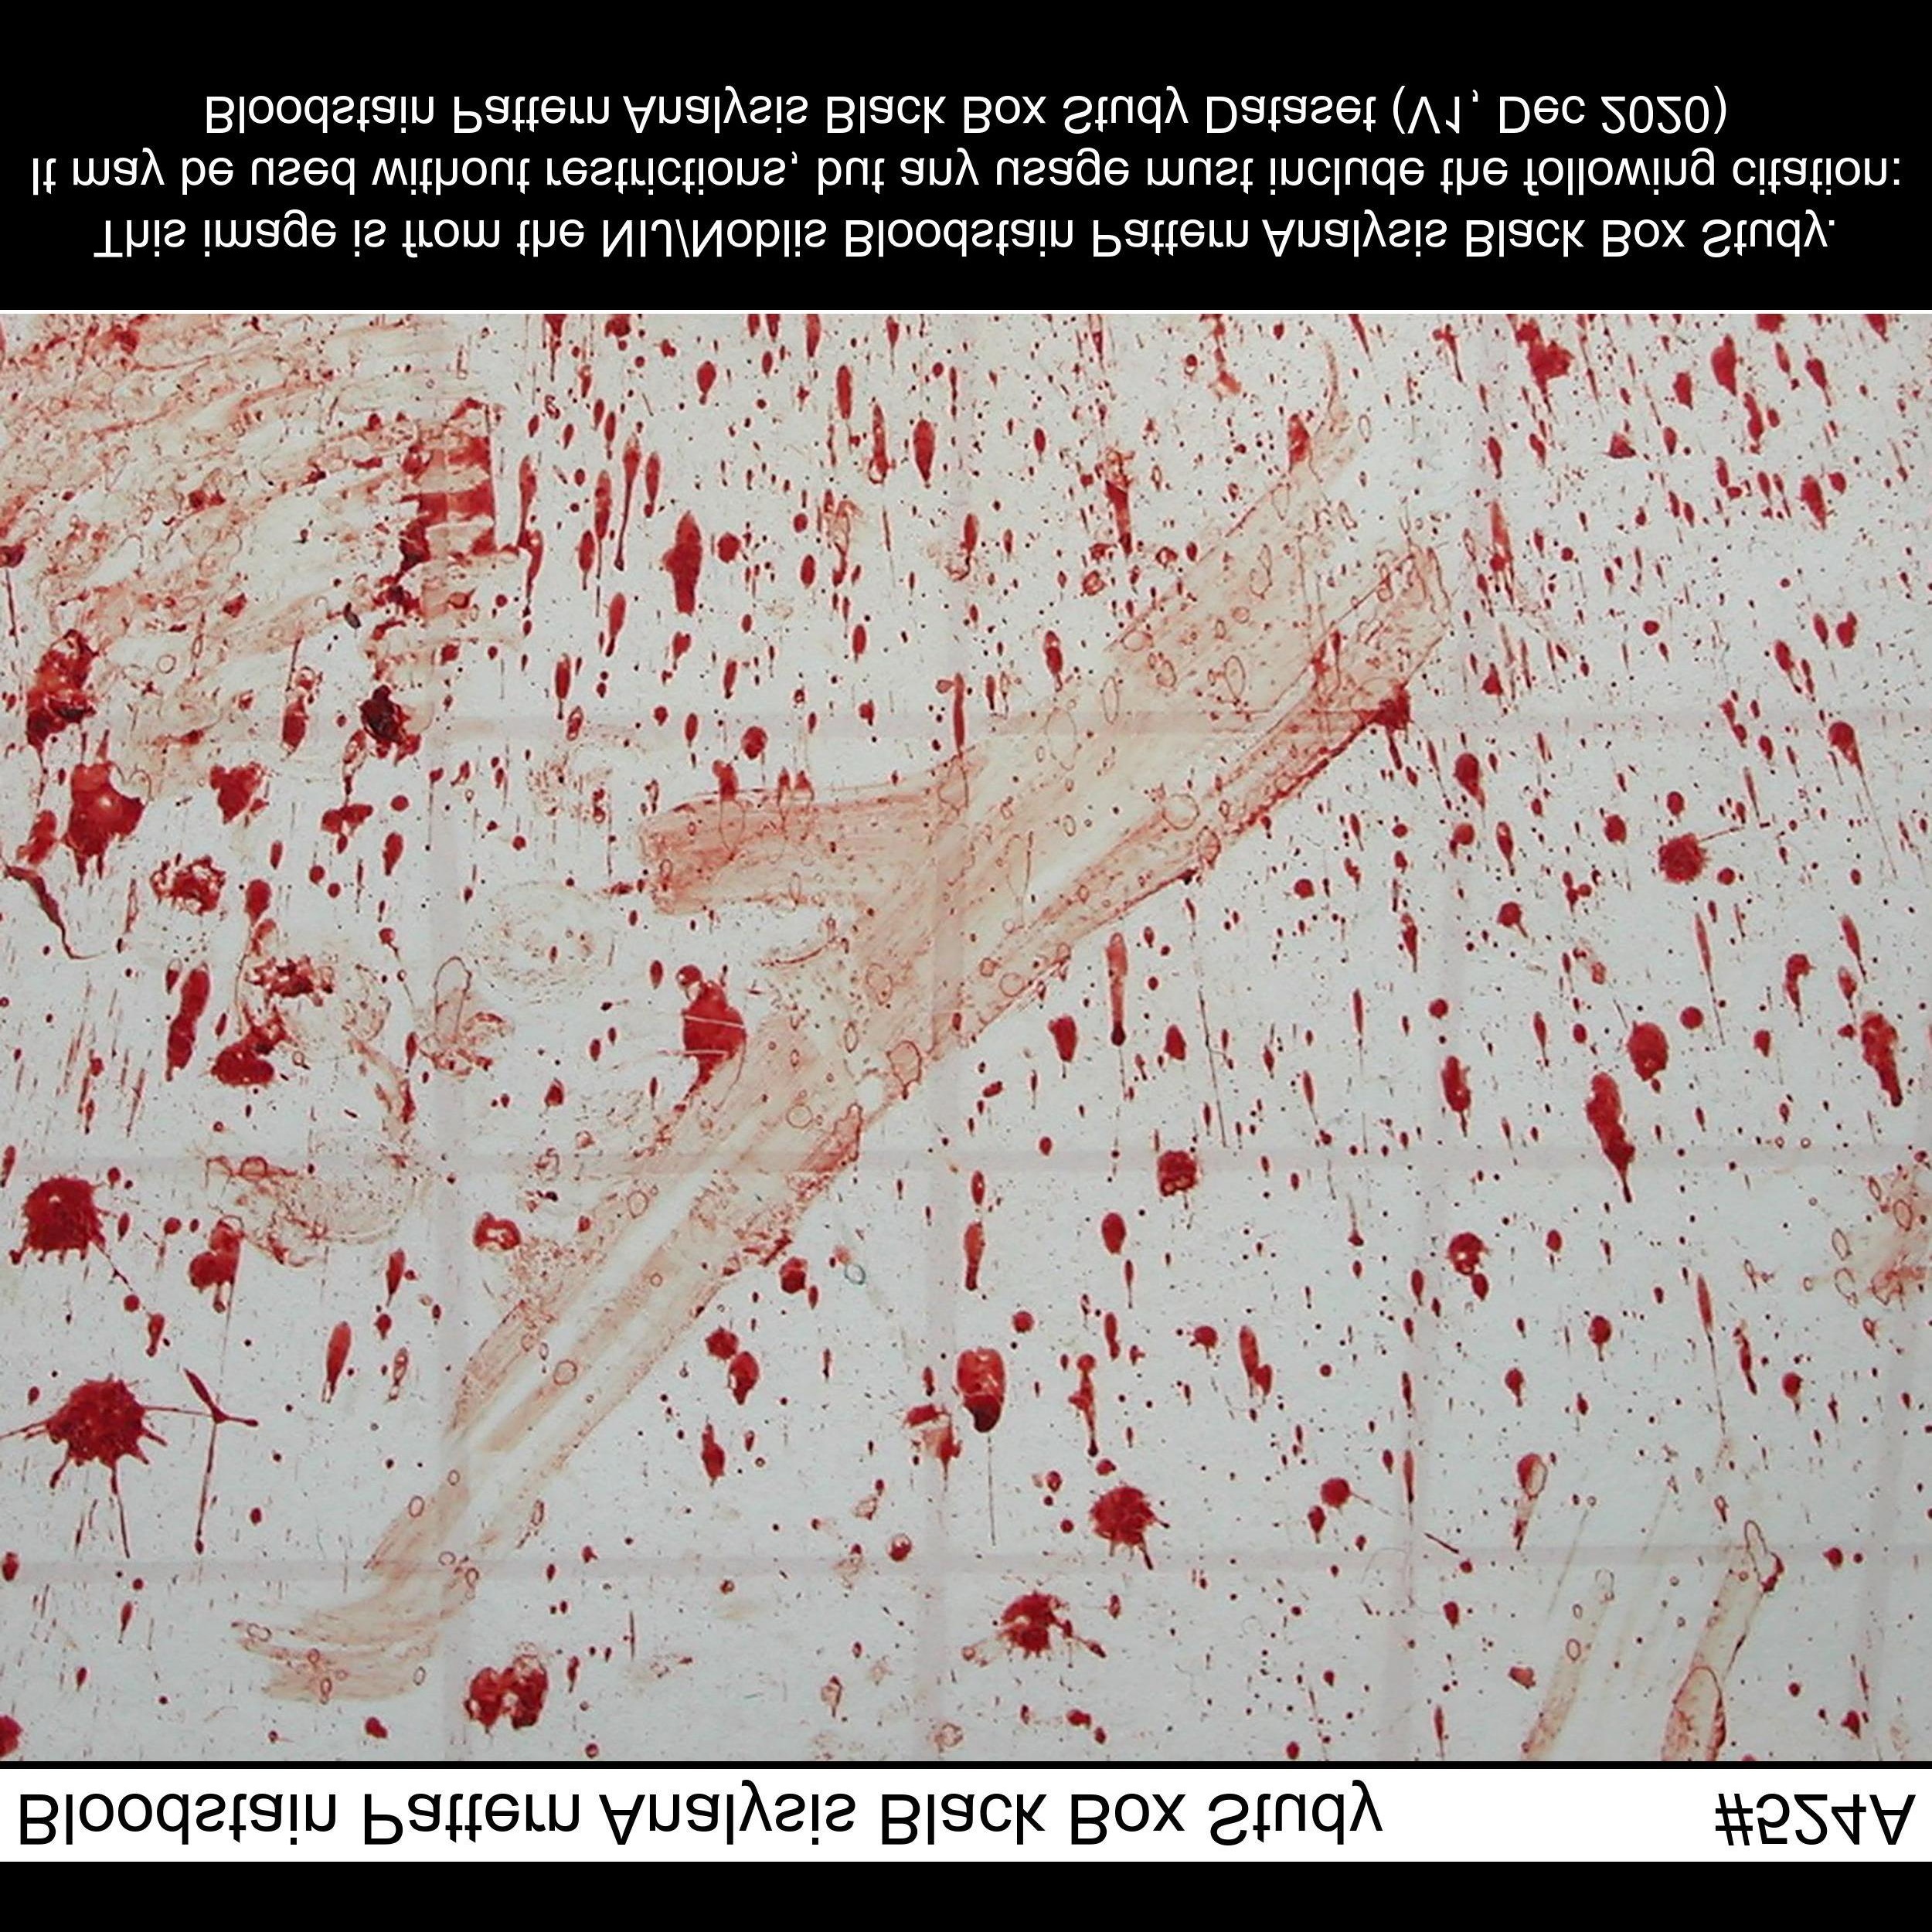 Bloodstain Pattern Analysis Black Box Study #524A
This image is from the NIJ/Noblis Bloodstain Pattern Analysis Black Box Study.
It may be used without restrictions, but any usage must include the following citation:
Bloodstain Pattern Analysis Black Box Study Dataset (V1, Dec 2020)